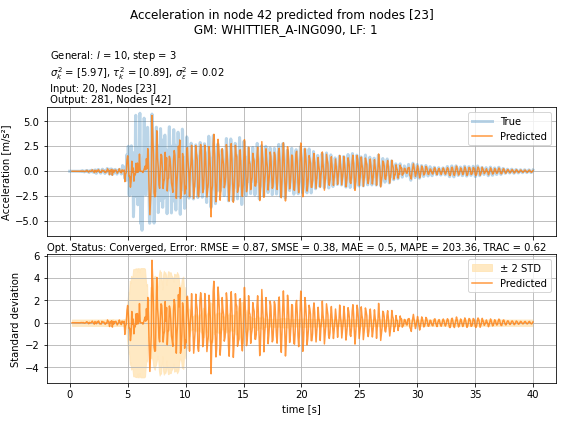 Acceleration in node 42 predicted from nodes [23]
GM: WHITTIER_A-ING090, LF: 1
General: l = 10, step = 3
σ²ₖ = [5.97], τ²ₖ = [0.89], σ²ε = 0.02
Input: 20, Nodes [23]
Output: 281, Nodes [42]
Acceleration [m/s²]
5.0
2.5
0.0
−2.5
−5.0
True
Predicted
Opt. Status: Converged, Error: RMSE = 0.87, SMSE = 0.38, MAE = 0.5, MAPE = 203.36, TRAC = 0.62
Standard deviation
6
4
2
0
−2
−4
± 2 STD
Predicted
0 5 10 15 20 25 30 35 40
time [s]